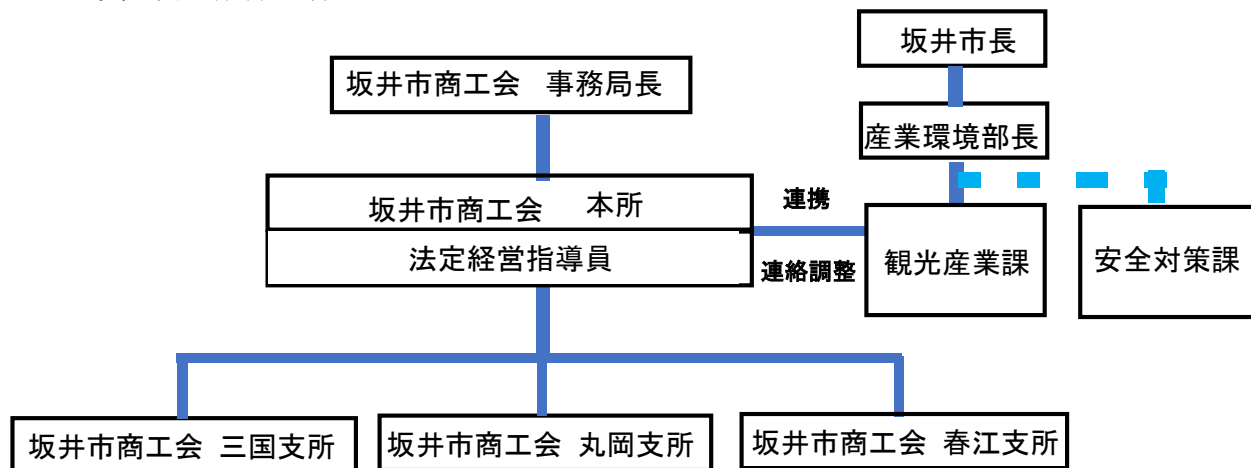 坂井市長
坂井市商工会 事務局長
産業環境部長
坂井市商工会 本所
法定経営指導員
連携
連絡調整
観光産業課
安全対策課
坂井市商工会 三国支所
坂井市商工会 丸岡支所
坂井市商工会 春江支所